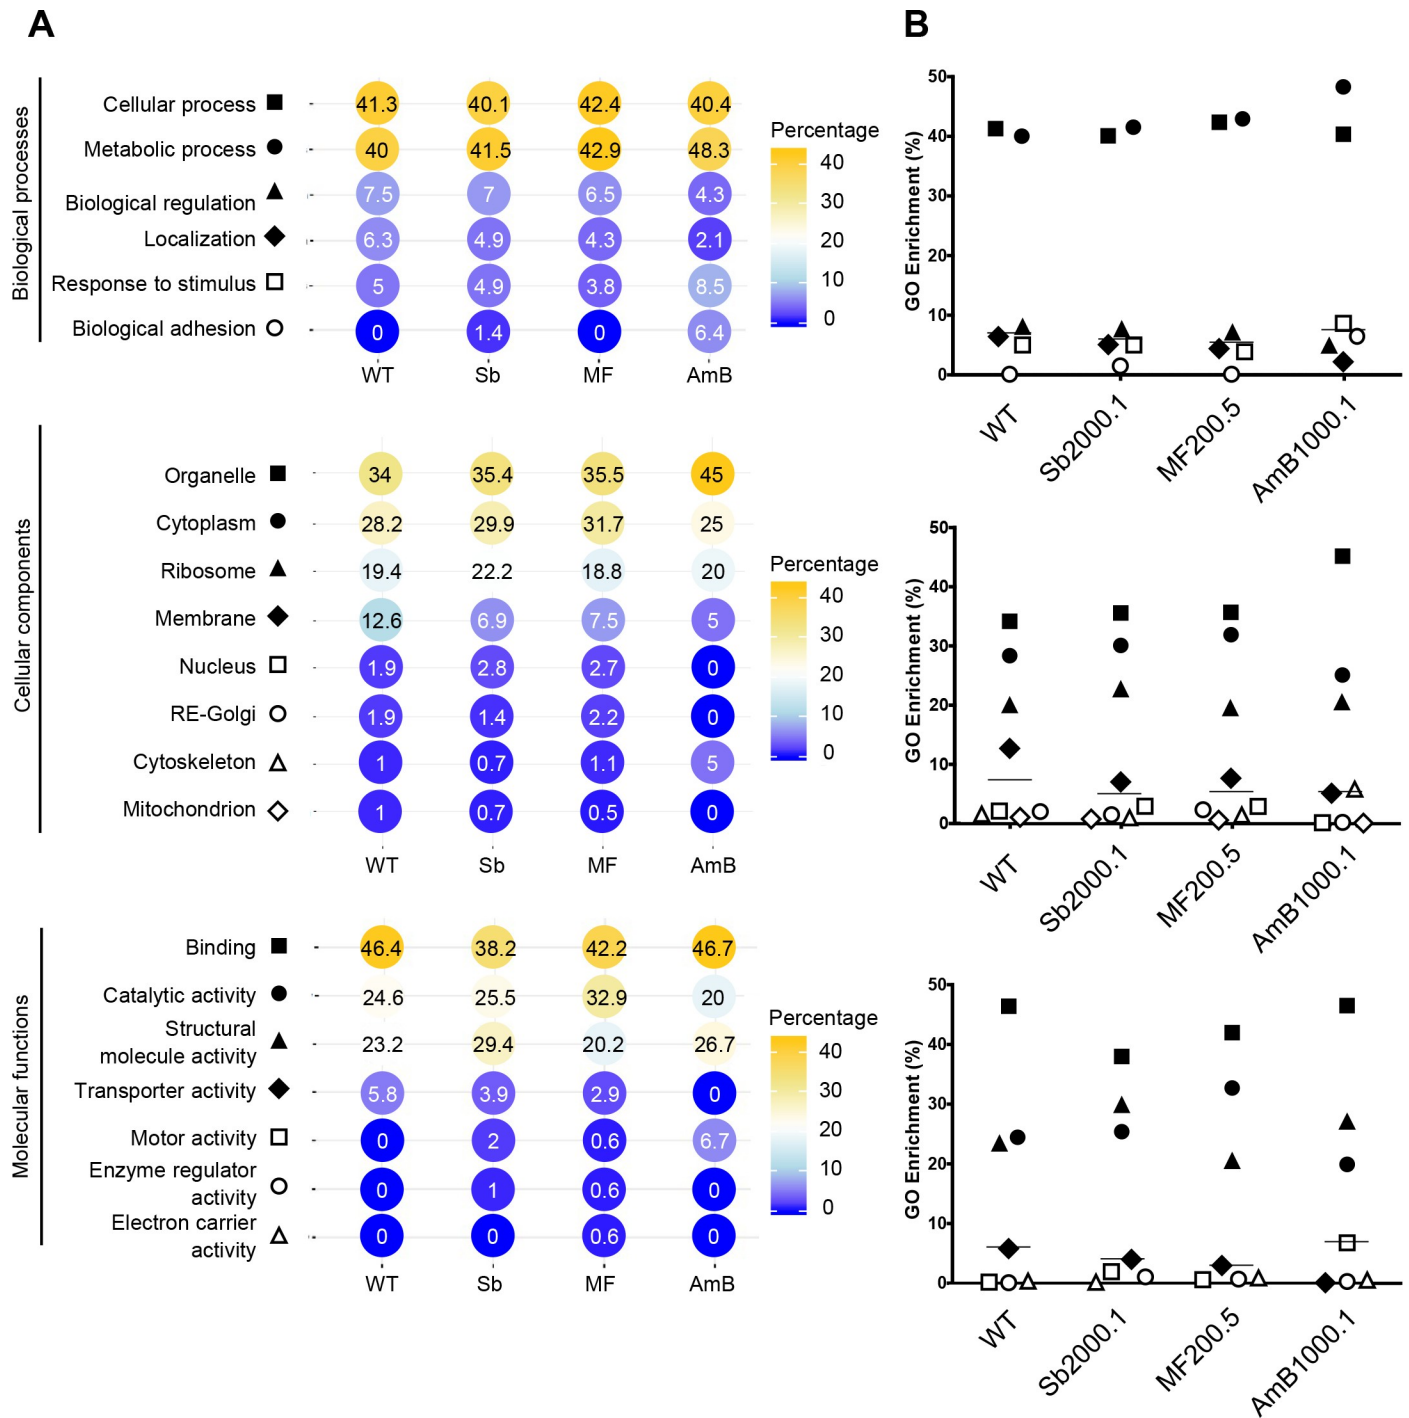 A
B
Biological processes
Cellular process
41.3 40.1 42.4 40.4
Metabolic process
40 41.5 42.9 48.3
Biological regulation
7.5 7 6.5 4.3
Localization
6.3 4.9 4.3 2.1
Response to stimulus
5 4.9 3.8 8.5
Biological adhesion
0 1.4 0 6.4
WT Sb MF AmB
Percentage
40
30
20
10
0
GO Enrichment (%)
50
40
30
20
10
0
WT Sb2000.1 MF200.5 AmB1000.1
Cellular components
Organelle
34 35.4 35.5 45
Cytoplasm
28.2 29.9 31.7 25
Ribosome
19.4 22.2 18.8 20
Membrane
12.6 6.9 7.5 5
Nucleus
1.9 2.8 2.7 0
RE-Golgi
1.9 1.4 2.2 0
Cytoskeleton
1 0.7 1.1 5
Mitochondrion
1 0.7 0.5 0
WT Sb MF AmB
Percentage
40
30
20
10
0
GO Enrichment (%)
50
40
30
20
10
0
WT Sb2000.1 MF200.5 AmB1000.1
Molecular functions
Binding
46.4 38.2 42.2 46.7
Catalytic activity
24.6 25.5 32.9 20
Structural
molecule activity
23.2 29.4 20.2 26.7
Transporter activity
5.8 3.9 2.9 0
Motor activity
0 2 0.6 6.7
Enzyme regulator
activity
0 1 0.6 0
Electron carrier
activity
0 0 0.6 0
WT Sb MF AmB
Percentage
40
30
20
10
0
GO Enrichment (%)
50
40
30
20
10
0
WT Sb2000.1 MF200.5 AmB1000.1